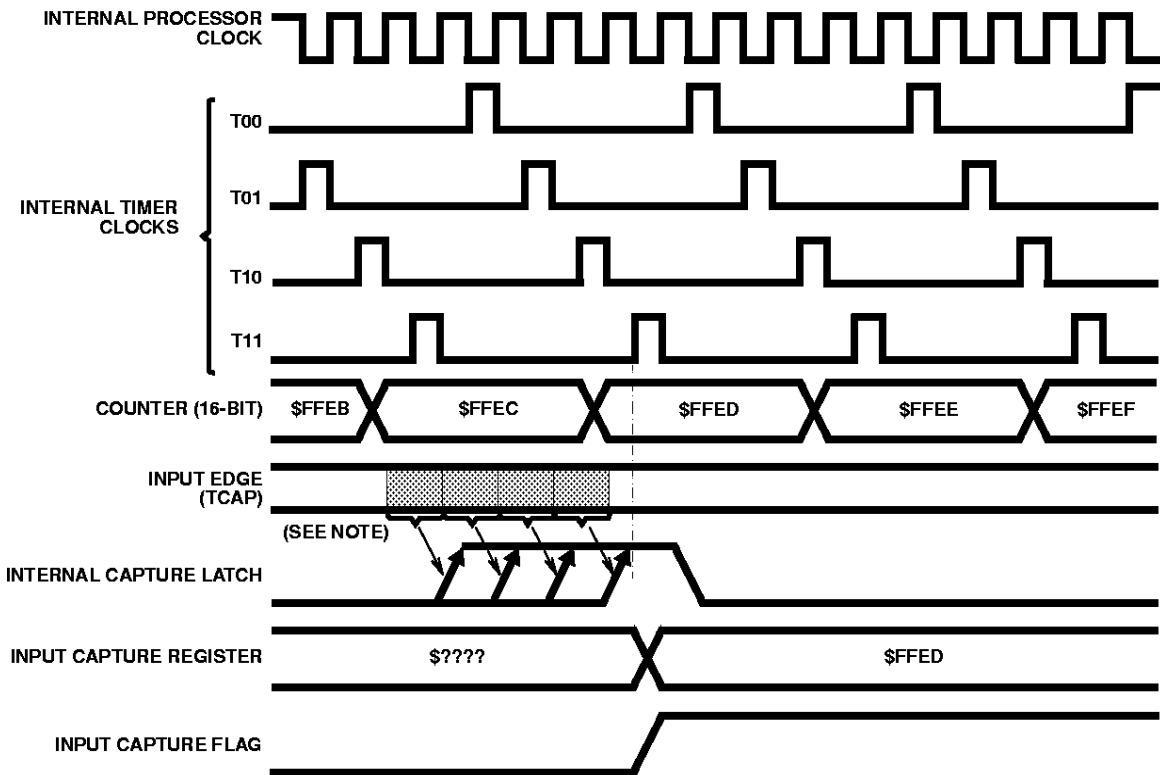 INTERNAL PROCESSOR
CLOCK
T00
T01
INTERNAL TIMER
CLOCKS
T10
T11
COUNTER (16-BIT)
$FFEB
$FFEC
$FFED
$FFEE
$FFEF
INPUT EDGE
(TCAP)
(SEE NOTE)
INTERNAL CAPTURE LATCH
INPUT CAPTURE REGISTER
$????
$FFED
INPUT CAPTURE FLAG